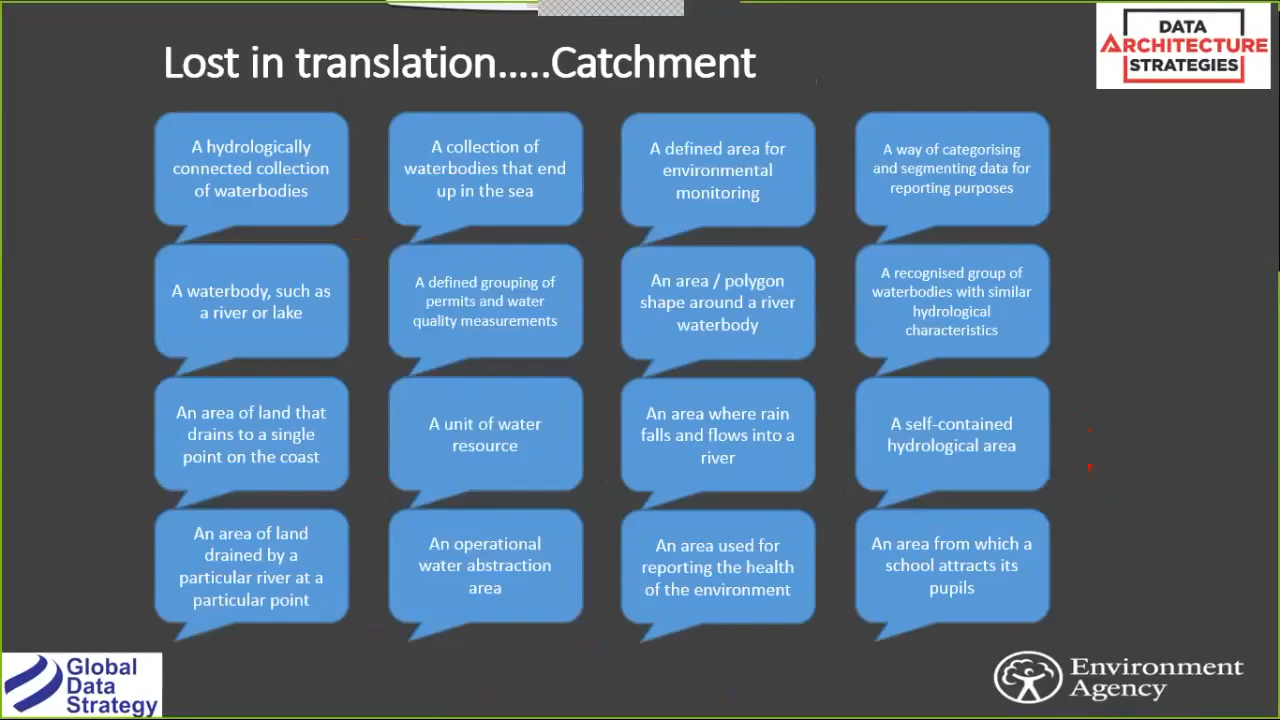 Lost in translation.....Catchment
DATA
ARCHITECTURE
STRATEGIES
A hydrologically
connected collection
of waterbodies
A collection of
waterbodies that end
up in the sea
A defined area for
environmental
monitoring
A way of categorising
and segmenting data for
reporting purposes
A waterbody, such as
a river or lake
A defined grouping of
permits and water
quality measurements
An area / polygon
shape around a river
waterbody
A recognised group of
waterbodies with similar
hydrological
characteristics
An area of land that
drains to a single
point on the coast
A unit of water
resource
An area where rain
falls and flows into a
river
A self-contained
hydrological area
An area of land
drained by a
particular river at a
particular point
An operational
water abstraction
area
An area used for
reporting the health
of the environment
An area from which a
school attracts its
pupils
Global
Data
Strategy
Environment
Agency